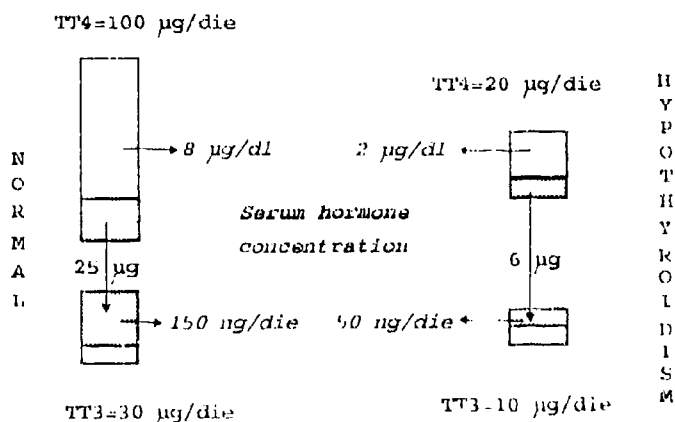 TT4=100 µg/die
TT4=20 µg/die
NORMAL
HYPOTHYROIDISM
8 µg/dl
2 µg/dl
Serum hormone
concentration
25 µg
6 µg
150 ng/die
50 ng/die
TT3=30 µg/die
TT3-10 µg/die